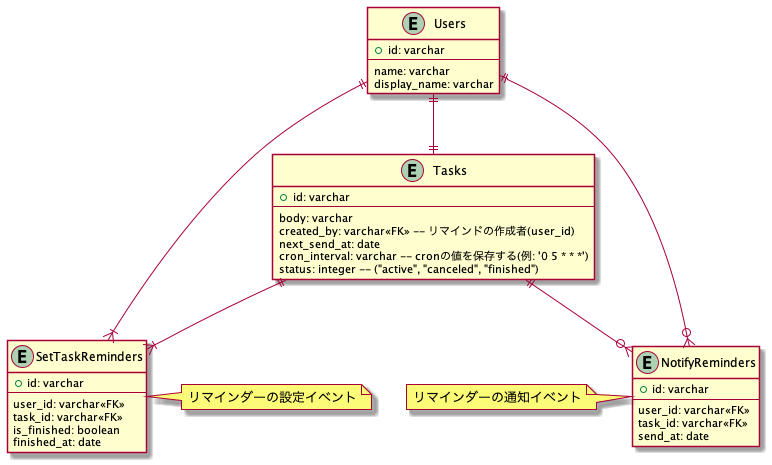 E Users
id: varchar
name: varchar
display_name: varchar
E Tasks
id: varchar
body: varchar
created_by: varchar«FK» -- リマインドの作成者(user_id)
next_send_at: date
cron_interval: varchar -- cronの値を保存する(例: '0 5 * * *')
status: integer -- ("active", "canceled", "finished")
E SetTaskReminders
id: varchar
user_id: varchar«FK»
task_id: varchar«FK»
is_finished: boolean
finished_at: date
リマインダーの設定イベント
リマインダーの通知イベント
E NotifyReminders
id: varchar
user_id: varchar«FK»
task_id: varchar«FK»
send_at: date